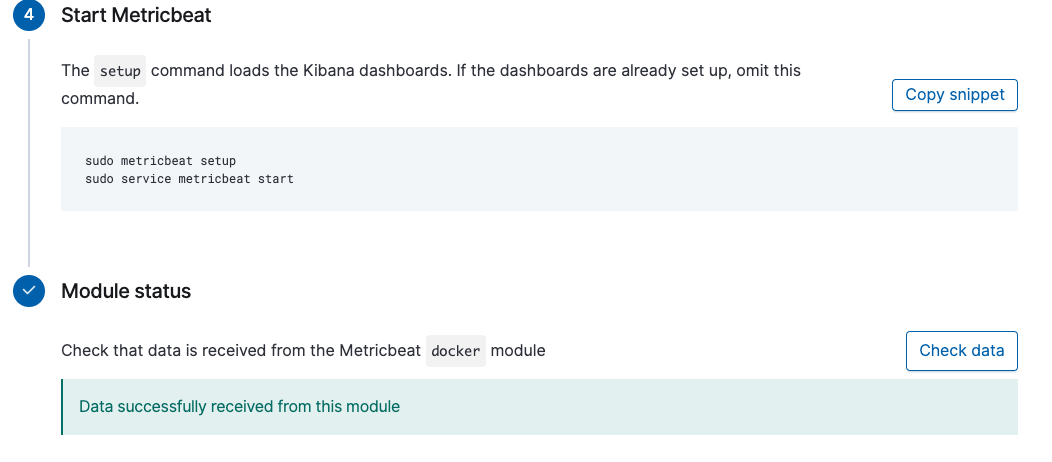 4 Start Metricbeat
The setup command loads the Kibana dashboards. If the dashboards are already set up, omit this
command.
Copy snippet
sudo metricbeat setup
sudo service metricbeat start
Module status
Check that data is received from the Metricbeat docker module
Check data
Data successfully received from this module